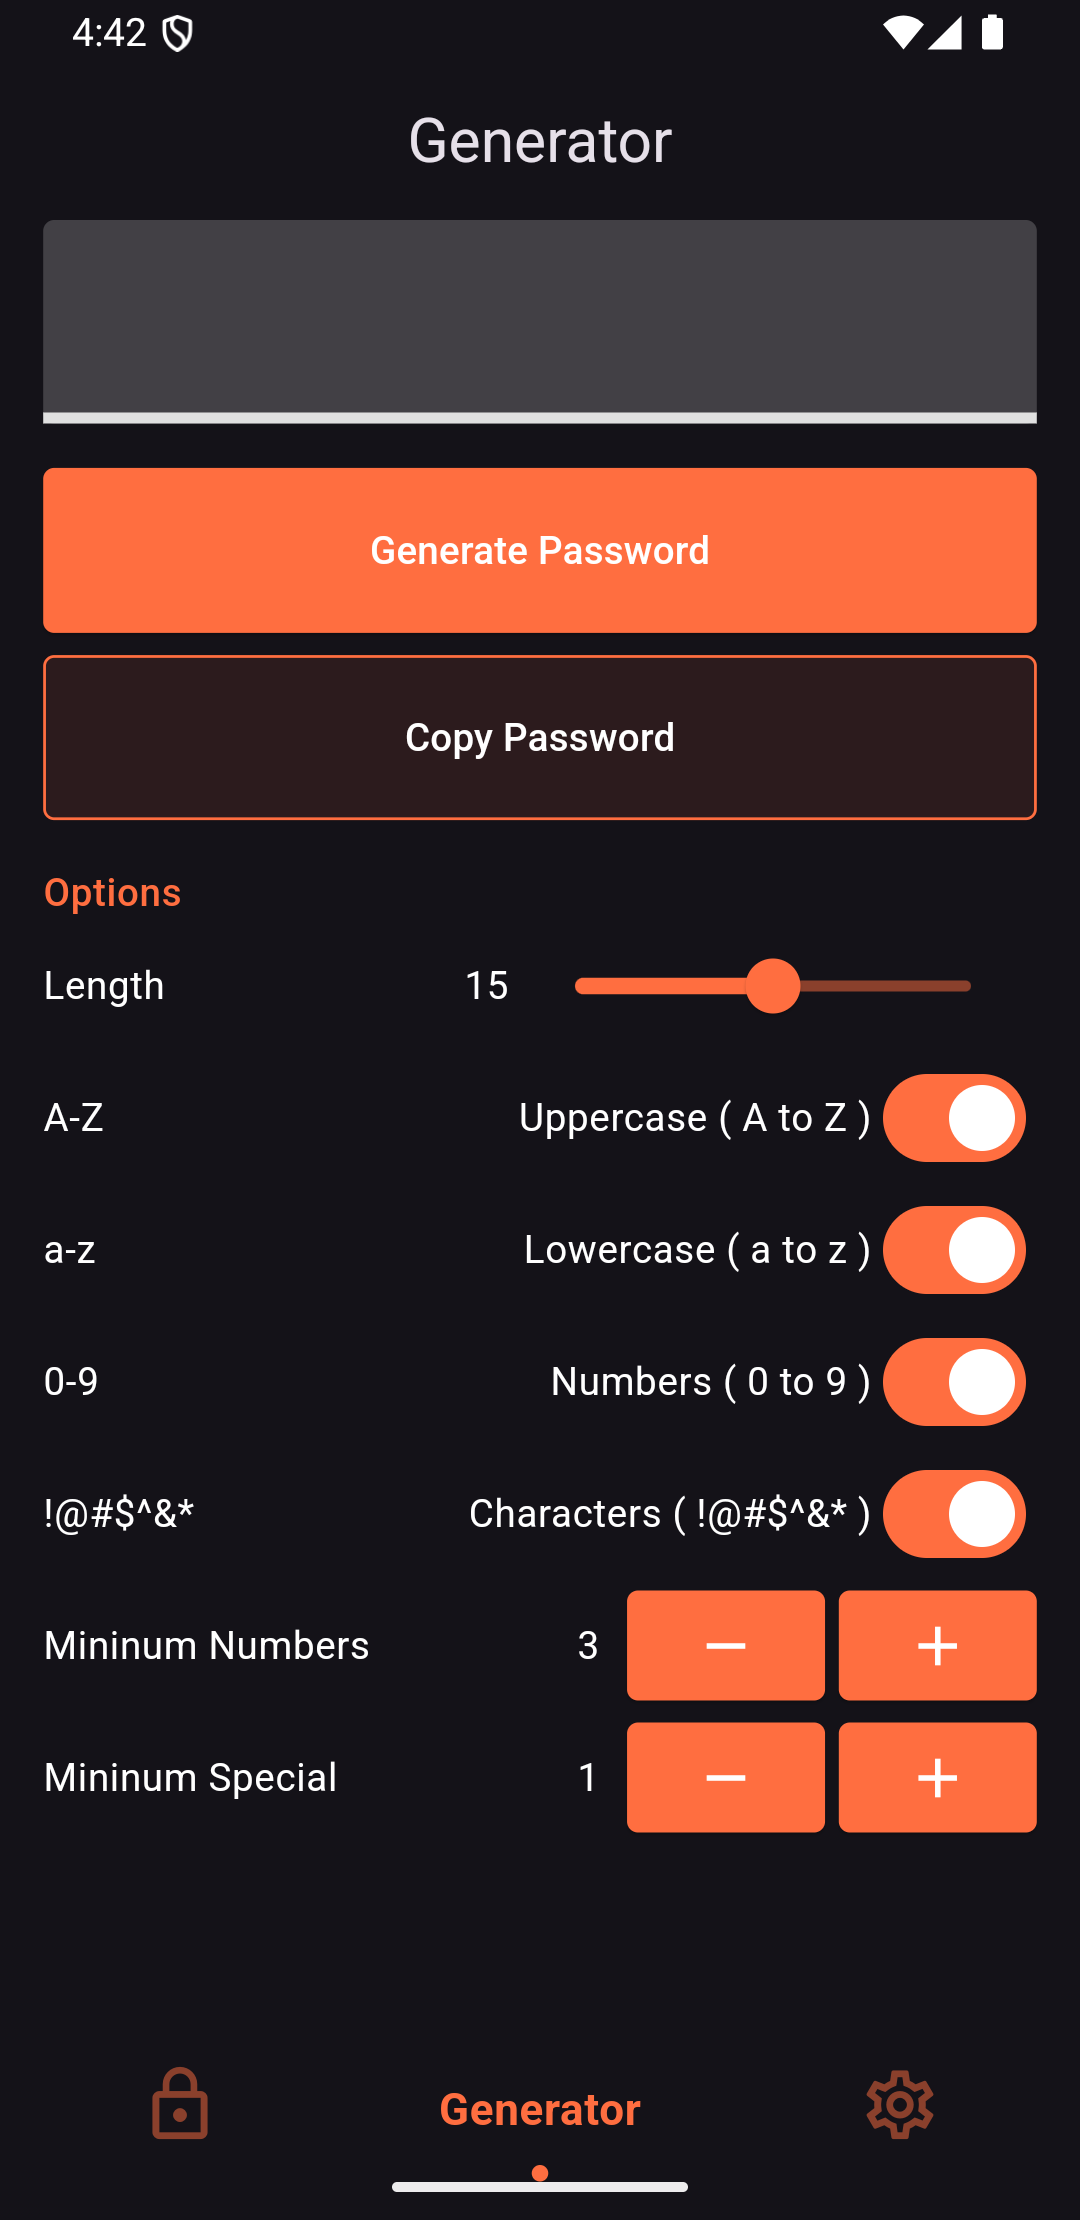 4:42
Generator
Generate Password
Copy Password
Options
Length 15
A-Z Uppercase ( A to Z )
a-z Lowercase ( a to z )
0-9 Numbers ( 0 to 9 )
!@#$^&* Characters ( !@#$^&* )
Mininum Numbers 3 − +
Mininum Special 1 − +
Generator